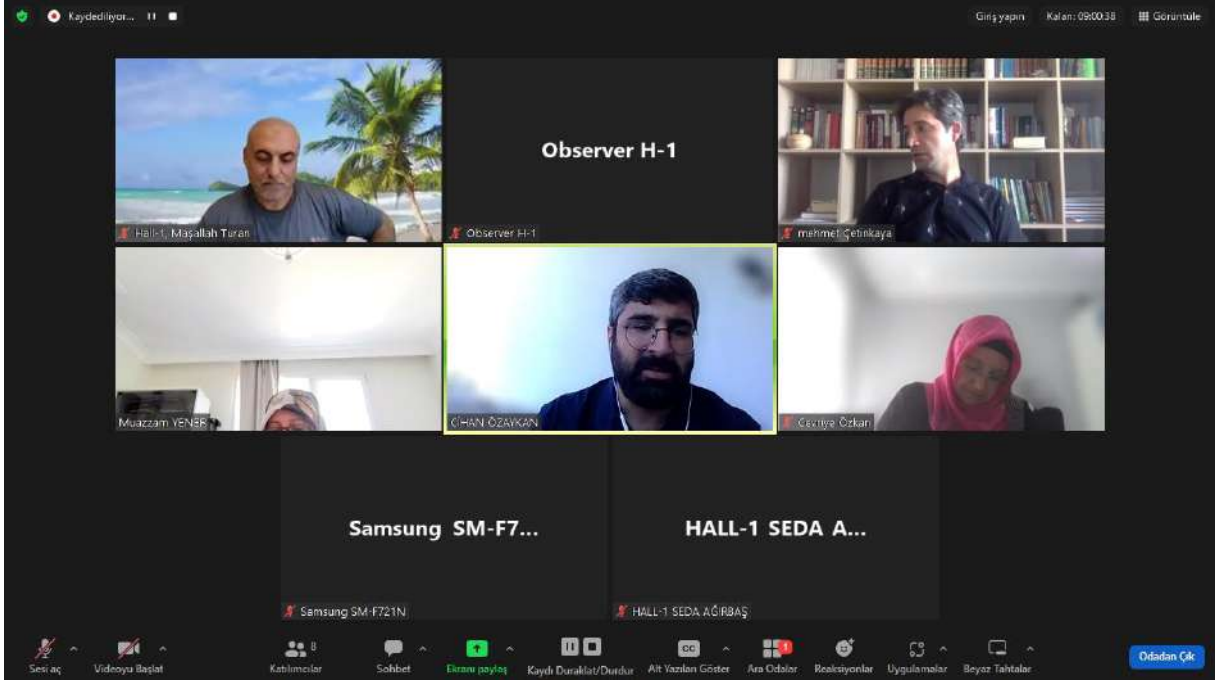 Kaydediliyor...
Giriş yapın
Kalan: 09:00:38
Görüntüle
Hall-1, Maşallah Turan
Observer H-1
Observer H-1
mehmet Çetinkaya
Muazzam YENER
CİHAN ÖZAYKAN
Cevriye Özkan
Samsung SM-F7...
Samsung SM-F721N
HALL-1 SEDA A...
HALL-1 SEDA AĞIRBAŞ
Sesi aç
Videoyu Başlat
8
Katılımcılar
Sohbet
Ekranı paylaş
Kaydı Duraklat/Durdur
CC
Alt Yazıları Göster
1
Ara Odalar
Reaksiyonlar
Uygulamalar
Beyaz Tahtalar
Odadan Çık